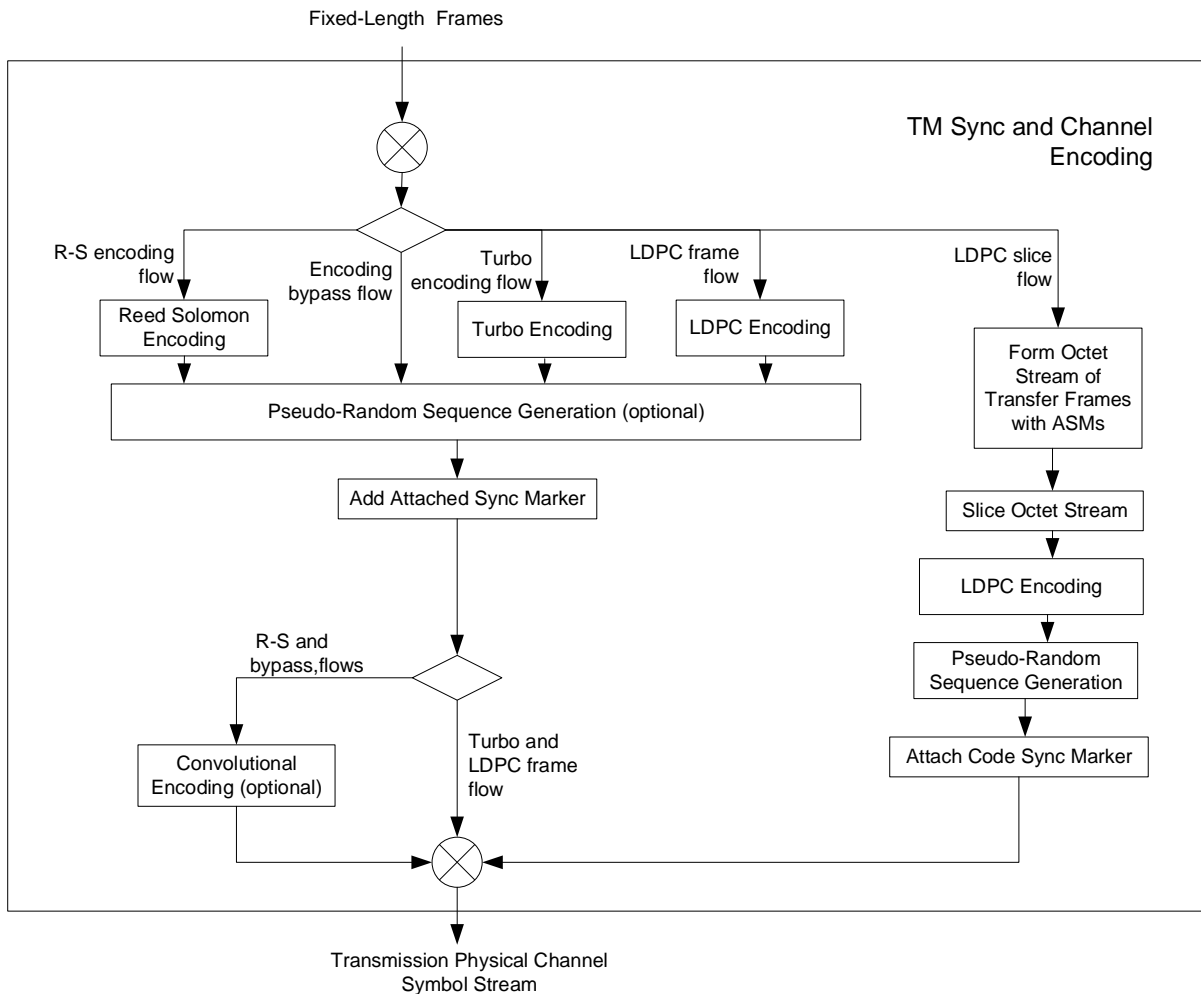 Fixed-Length Frames
TM Sync and Channel
Encoding
R-S encoding
flow
Encoding
bypass flow
Turbo
encoding flow
LDPC frame
flow
LDPC slice
flow
Reed Solomon
Encoding
Turbo Encoding
LDPC Encoding
Form Octet
Stream of
Transfer Frames
with ASMs
Pseudo-Random Sequence Generation (optional)
Add Attached Sync Marker
Slice Octet Stream
LDPC Encoding
Pseudo-Random
Sequence Generation
Attach Code Sync Marker
R-S and
bypass,flows
Convolutional
Encoding (optional)
Turbo and
LDPC frame
flow
Transmission Physical Channel
Symbol Stream